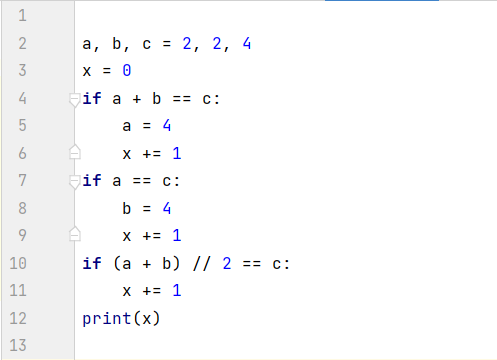 1
2 a, b, c = 2, 2, 4
3 x = 0
4 if a + b == c:
5     a = 4
6     x += 1
7 if a == c:
8     b = 4
9     x += 1
10 if (a + b) // 2 == c:
11     x += 1
12 print(x)
13